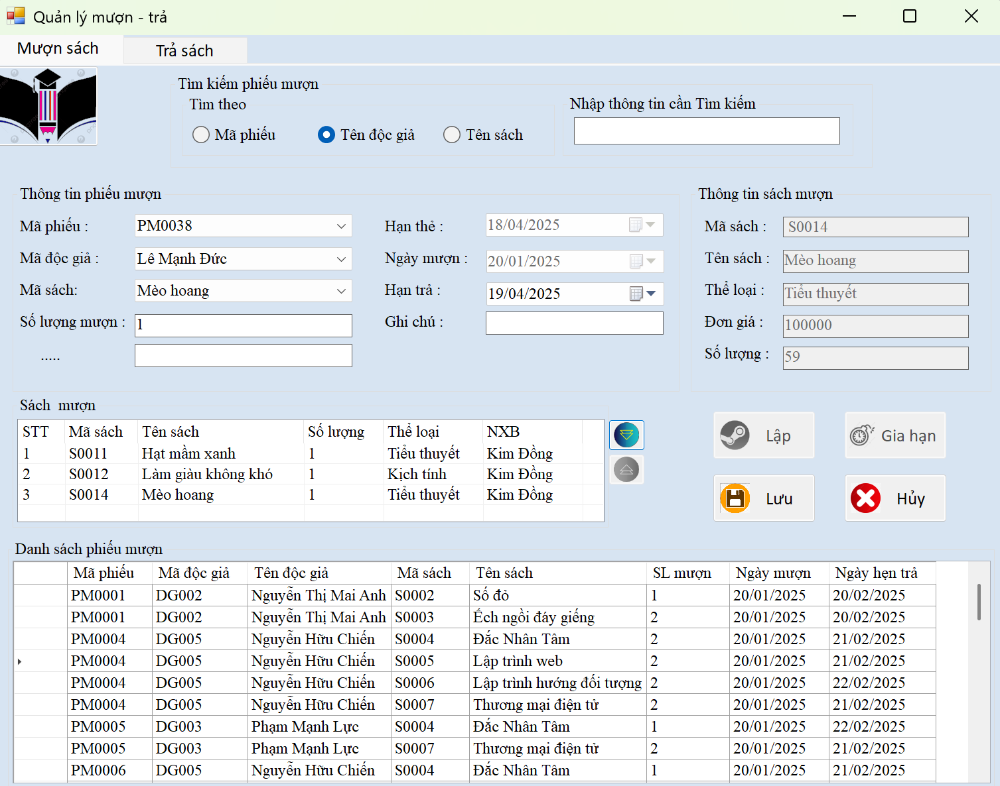 Quản lý mượn - trả
Mượn sách
Trả sách
Tìm kiếm phiếu mượn
Tìm theo
Mã phiếu
Tên độc giả
Tên sách
Nhập thông tin cần Tìm kiếm
Thông tin phiếu mượn
Mã phiếu : PM0038
Mã độc giả : Lê Mạnh Đức
Mã sách: Mèo hoang
Số lượng mượn : 1
.....
Hạn thẻ : 18/04/2025
Ngày mượn : 20/01/2025
Hạn trả : 19/04/2025
Ghi chú :
Thông tin sách mượn
Mã sách : S0014
Tên sách : Mèo hoang
Thể loại : Tiểu thuyết
Đơn giá : 100000
Số lượng : 59
Sách mượn
STT Mã sách Tên sách Số lượng Thể loại NXB
1 S0011 Hạt mầm xanh 1 Tiểu thuyết Kim Đồng
2 S0012 Làm giàu không khó 1 Kịch tính Kim Đồng
3 S0014 Mèo hoang 1 Tiểu thuyết Kim Đồng
Lập
Gia hạn
Lưu
Hủy
Danh sách phiếu mượn
Mã phiếu Mã độc giả Tên độc giả Mã sách Tên sách SL mượn Ngày mượn Ngày hẹn trả
PM0001 DG002 Nguyễn Thị Mai Anh S0002 Số đỏ 1 20/01/2025 20/02/2025
PM0001 DG002 Nguyễn Thị Mai Anh S0003 Ếch ngồi đáy giếng 2 20/01/2025 20/02/2025
PM0004 DG005 Nguyễn Hữu Chiến S0004 Đắc Nhân Tâm 2 20/01/2025 21/02/2025
PM0004 DG005 Nguyễn Hữu Chiến S0005 Lập trình web 2 20/01/2025 21/02/2025
PM0004 DG005 Nguyễn Hữu Chiến S0006 Lập trình hướng đối tượng 2 20/01/2025 22/02/2025
PM0004 DG005 Nguyễn Hữu Chiến S0007 Thương mại điện tử 2 20/01/2025 21/02/2025
PM0005 DG003 Phạm Mạnh Lực S0004 Đắc Nhân Tâm 1 20/01/2025 22/02/2025
PM0005 DG003 Phạm Mạnh Lực S0007 Thương mại điện tử 2 20/01/2025 21/02/2025
PM0006 DG005 Nguyễn Hữu Chiến S0004 Đắc Nhân Tâm 1 20/01/2025 21/02/2025